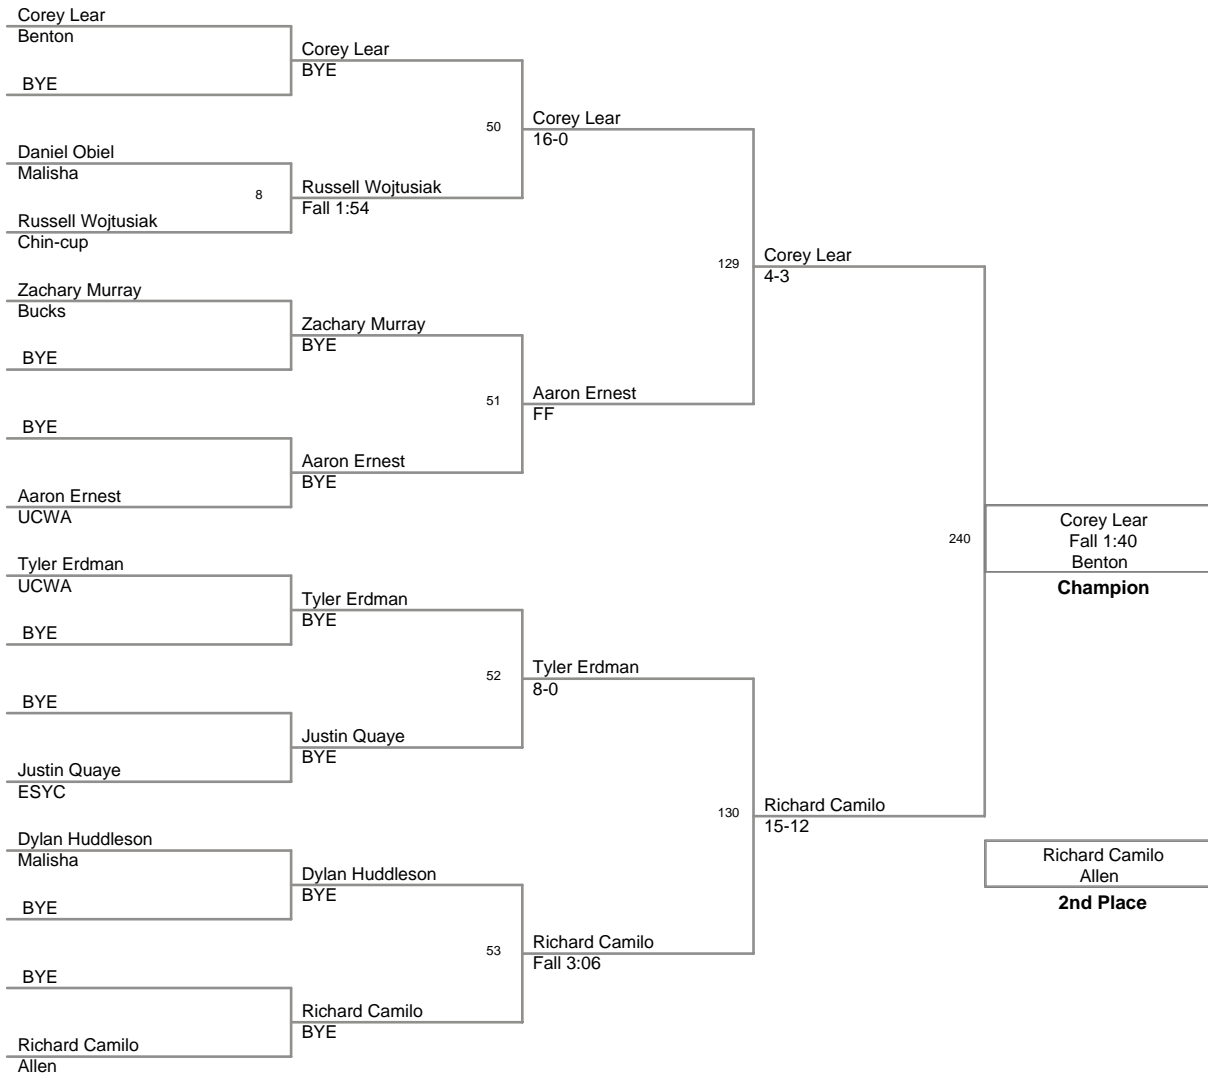 Corey Lear
Benton
BYE
Daniel Obiel
Malisha
8
Russell Wojtusiak
Chin-cup
Zachary Murray
Bucks
BYE
BYE
Aaron Ernest
UCWA
Tyler Erdman
UCWA
BYE
BYE
Justin Quaye
ESYC
Dylan Huddleson
Malisha
BYE
BYE
Richard Camilo
Allen
Corey Lear
BYE
50
Russell Wojtusiak
Fall 1:54
Zachary Murray
BYE
51
Aaron Ernest
BYE
Tyler Erdman
BYE
52
Justin Quaye
BYE
Dylan Huddleson
BYE
53
Richard Camilo
BYE
Corey Lear
16-0
129
Aaron Ernest
FF
Tyler Erdman
8-0
130
Richard Camilo
Fall 3:06
Corey Lear
4-3
240
Richard Camilo
15-12
Corey Lear
Fall 1:40
Benton
Champion
Richard Camilo
Allen
2nd Place